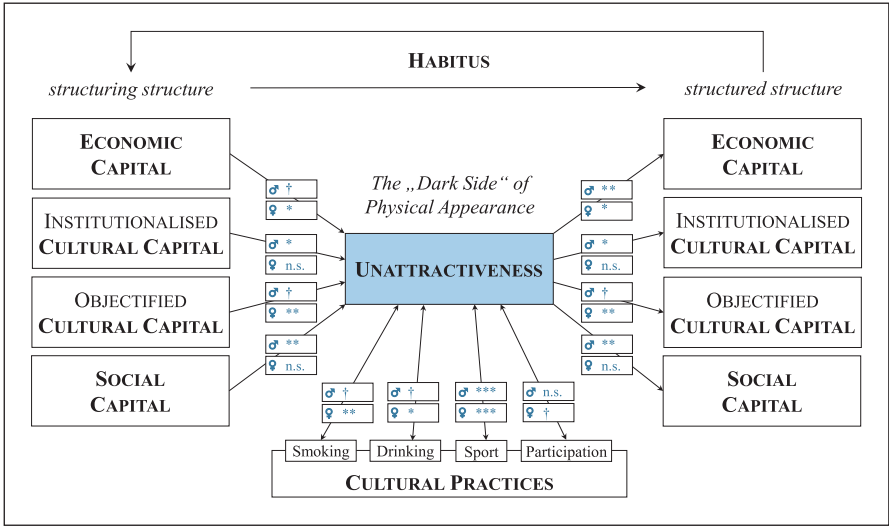 HABITUS
structuring structure
structured structure
ECONOMIC
CAPITAL
INSTITUTIONALISED
CULTURAL CAPITAL
OBJECTIFIED
CULTURAL CAPITAL
SOCIAL
CAPITAL
♂ †
♀ *
♂ *
♀ n.s.
♂ †
♀ **
♂ **
♀ n.s.
The „Dark Side“ of
Physical Appearance
UNATTRACTIVENESS
♂ **
♀ *
♂ *
♀ n.s.
♂ †
♀ **
♂ **
♀ n.s.
ECONOMIC
CAPITAL
INSTITUTIONALISED
CULTURAL CAPITAL
OBJECTIFIED
CULTURAL CAPITAL
SOCIAL
CAPITAL
♂ † ♂ † ♂ *** ♂ n.s.
♀ ** ♀ * ♀ *** ♀ †
Smoking Drinking Sport Participation
CULTURAL PRACTICES